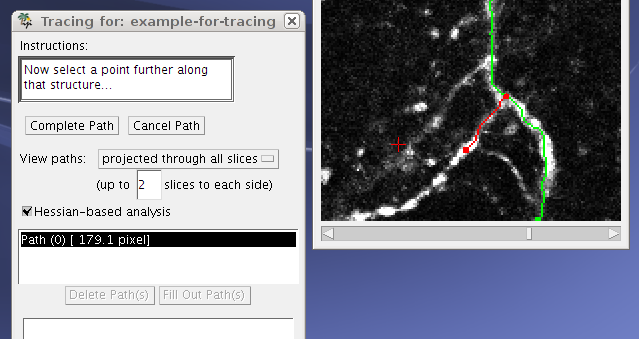 Tracing for: example-for-tracing
Instructions:
Now select a point further along
that structure...
Complete Path Cancel Path
View paths: projected through all slices
(up to 2 slices to each side)
Hessian-based analysis
Path (0) [ 179.1 pixel]
Delete Path(s) Fill Out Path(s)